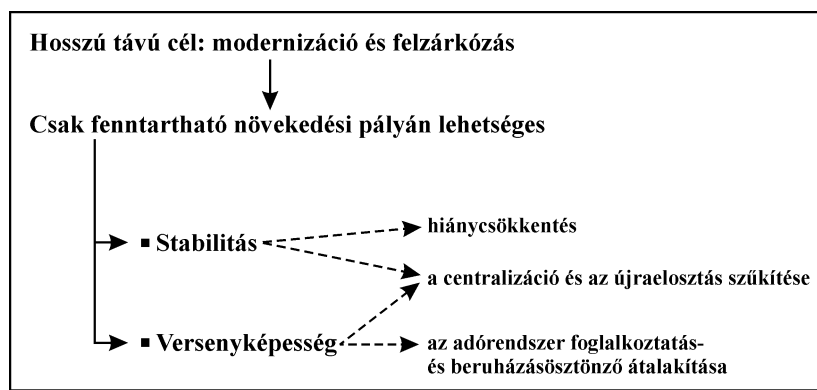 Hosszú távú cél: modernizáció és felzárkózás
Csak fenntartható növekedési pályán lehetséges
▪ Stabilitás
hiánycsökkentés
a centralizáció és az újraelosztás szűkítése
▪ Versenyképesség
az adórendszer foglalkoztatás-
és beruházásösztönző átalakítása